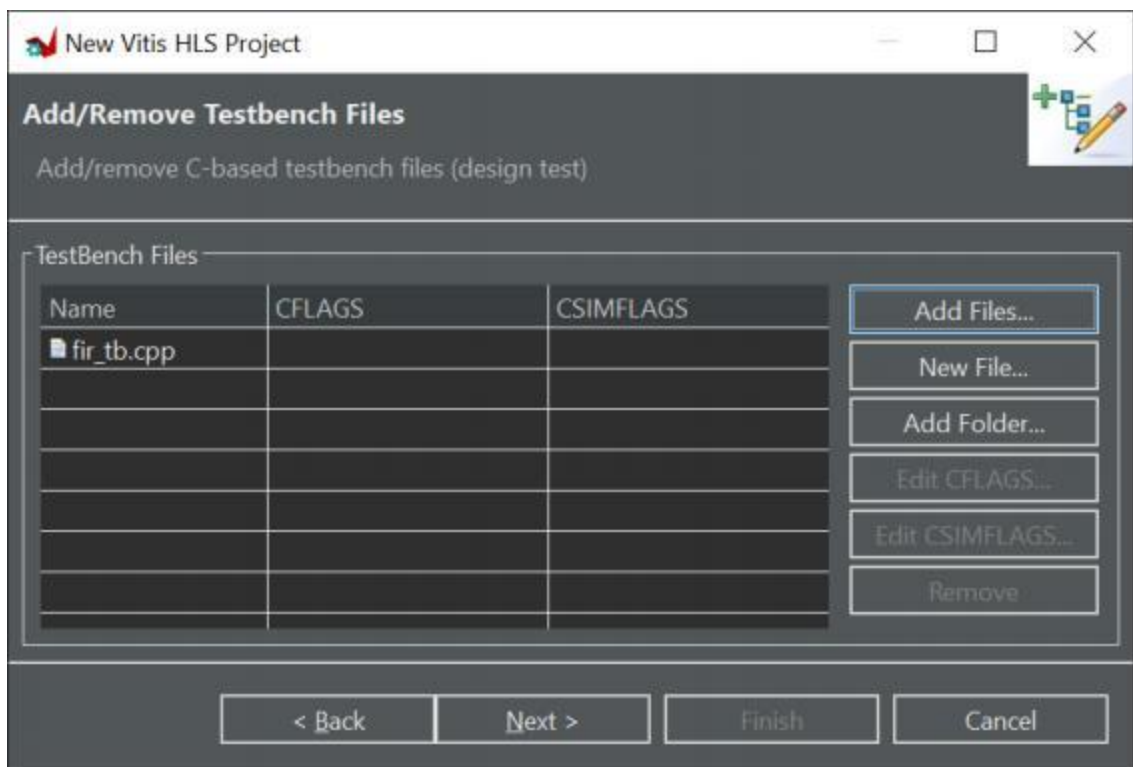 New Vitis HLS Project
Add/Remove Testbench Files
Add/remove C-based testbench files (design test)
TestBench Files
Name CFLAGS CSIMFLAGS
fir_tb.cpp
Add Files...
New File...
Add Folder...
Edit CFLAGS...
Edit CSIMFLAGS...
Remove
< Back Next > Finish Cancel